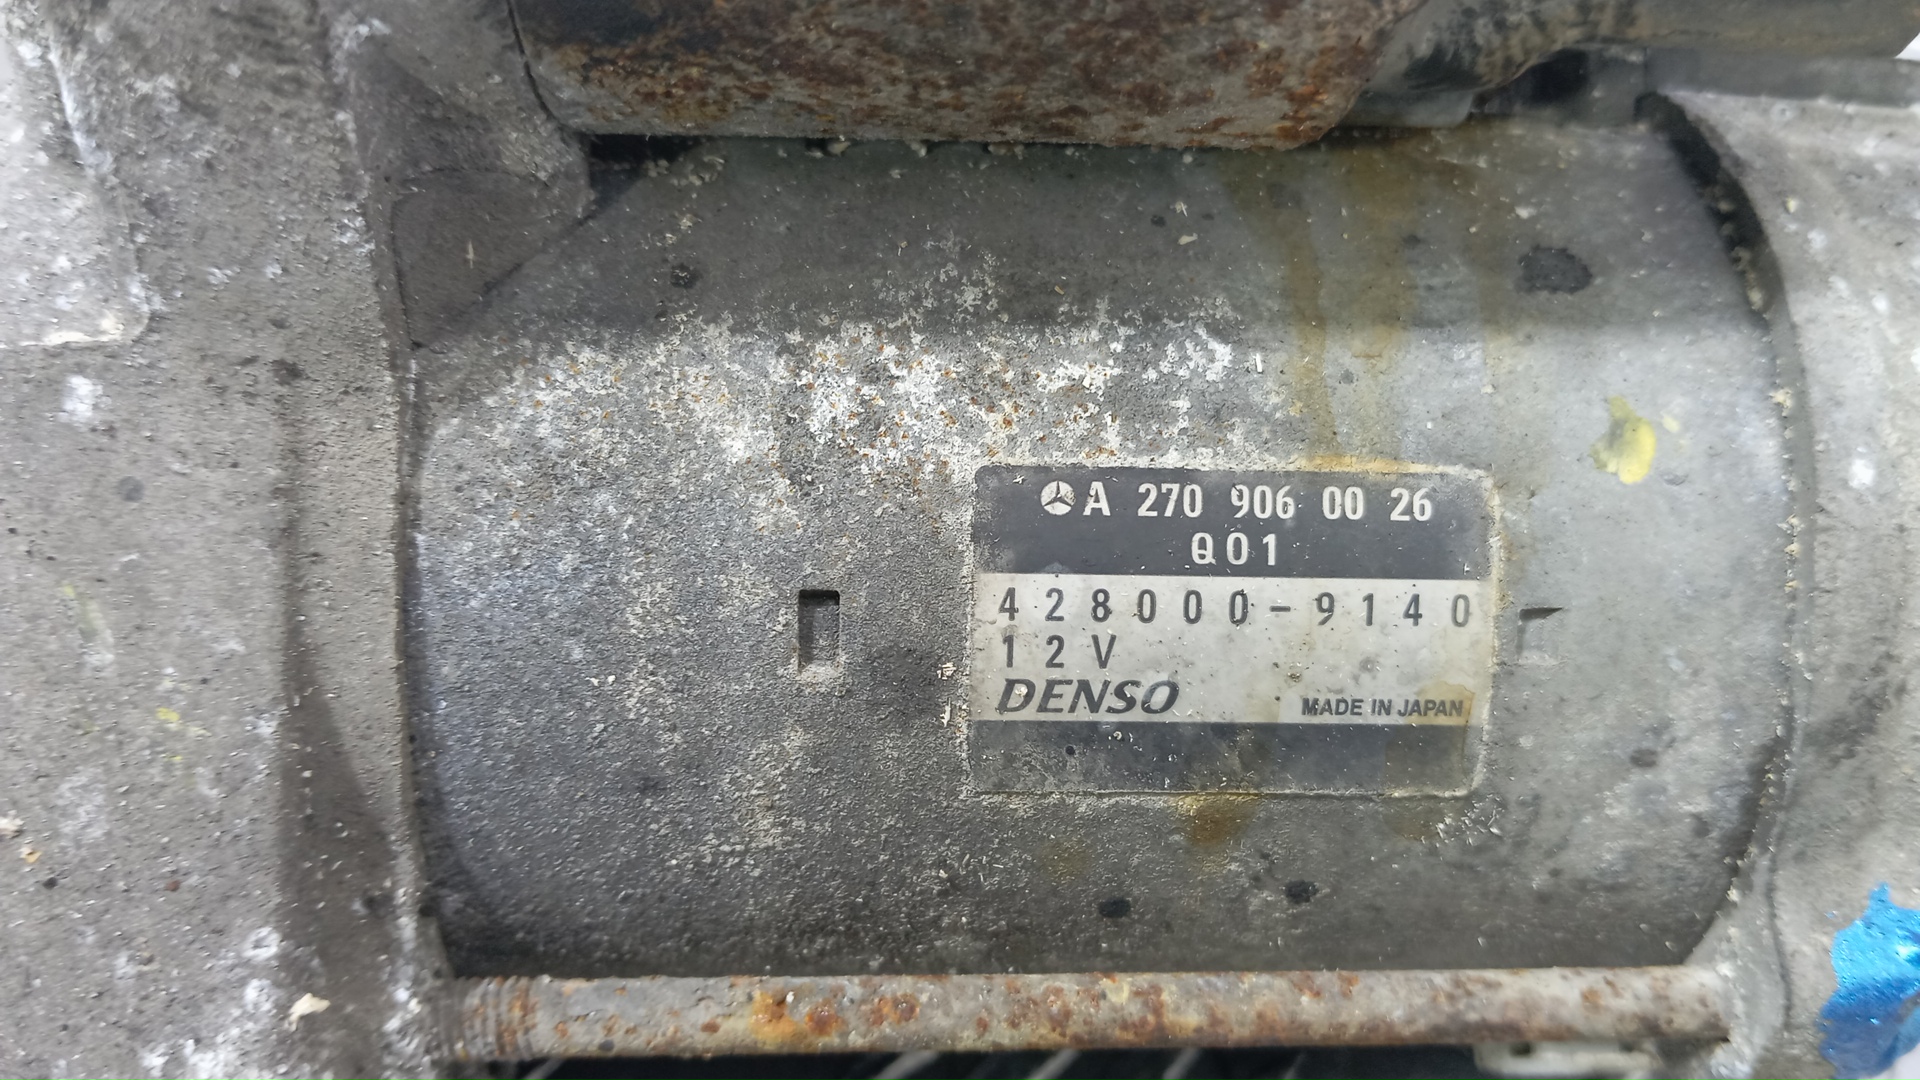 A 270 906 00 26
Q01
428000-9140
12V
DENSO MADE IN JAPAN